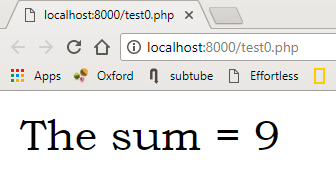 localhost:8000/test0.php
localhost:8000/test0.php
Apps Oxford subtube Effortless
The sum = 9